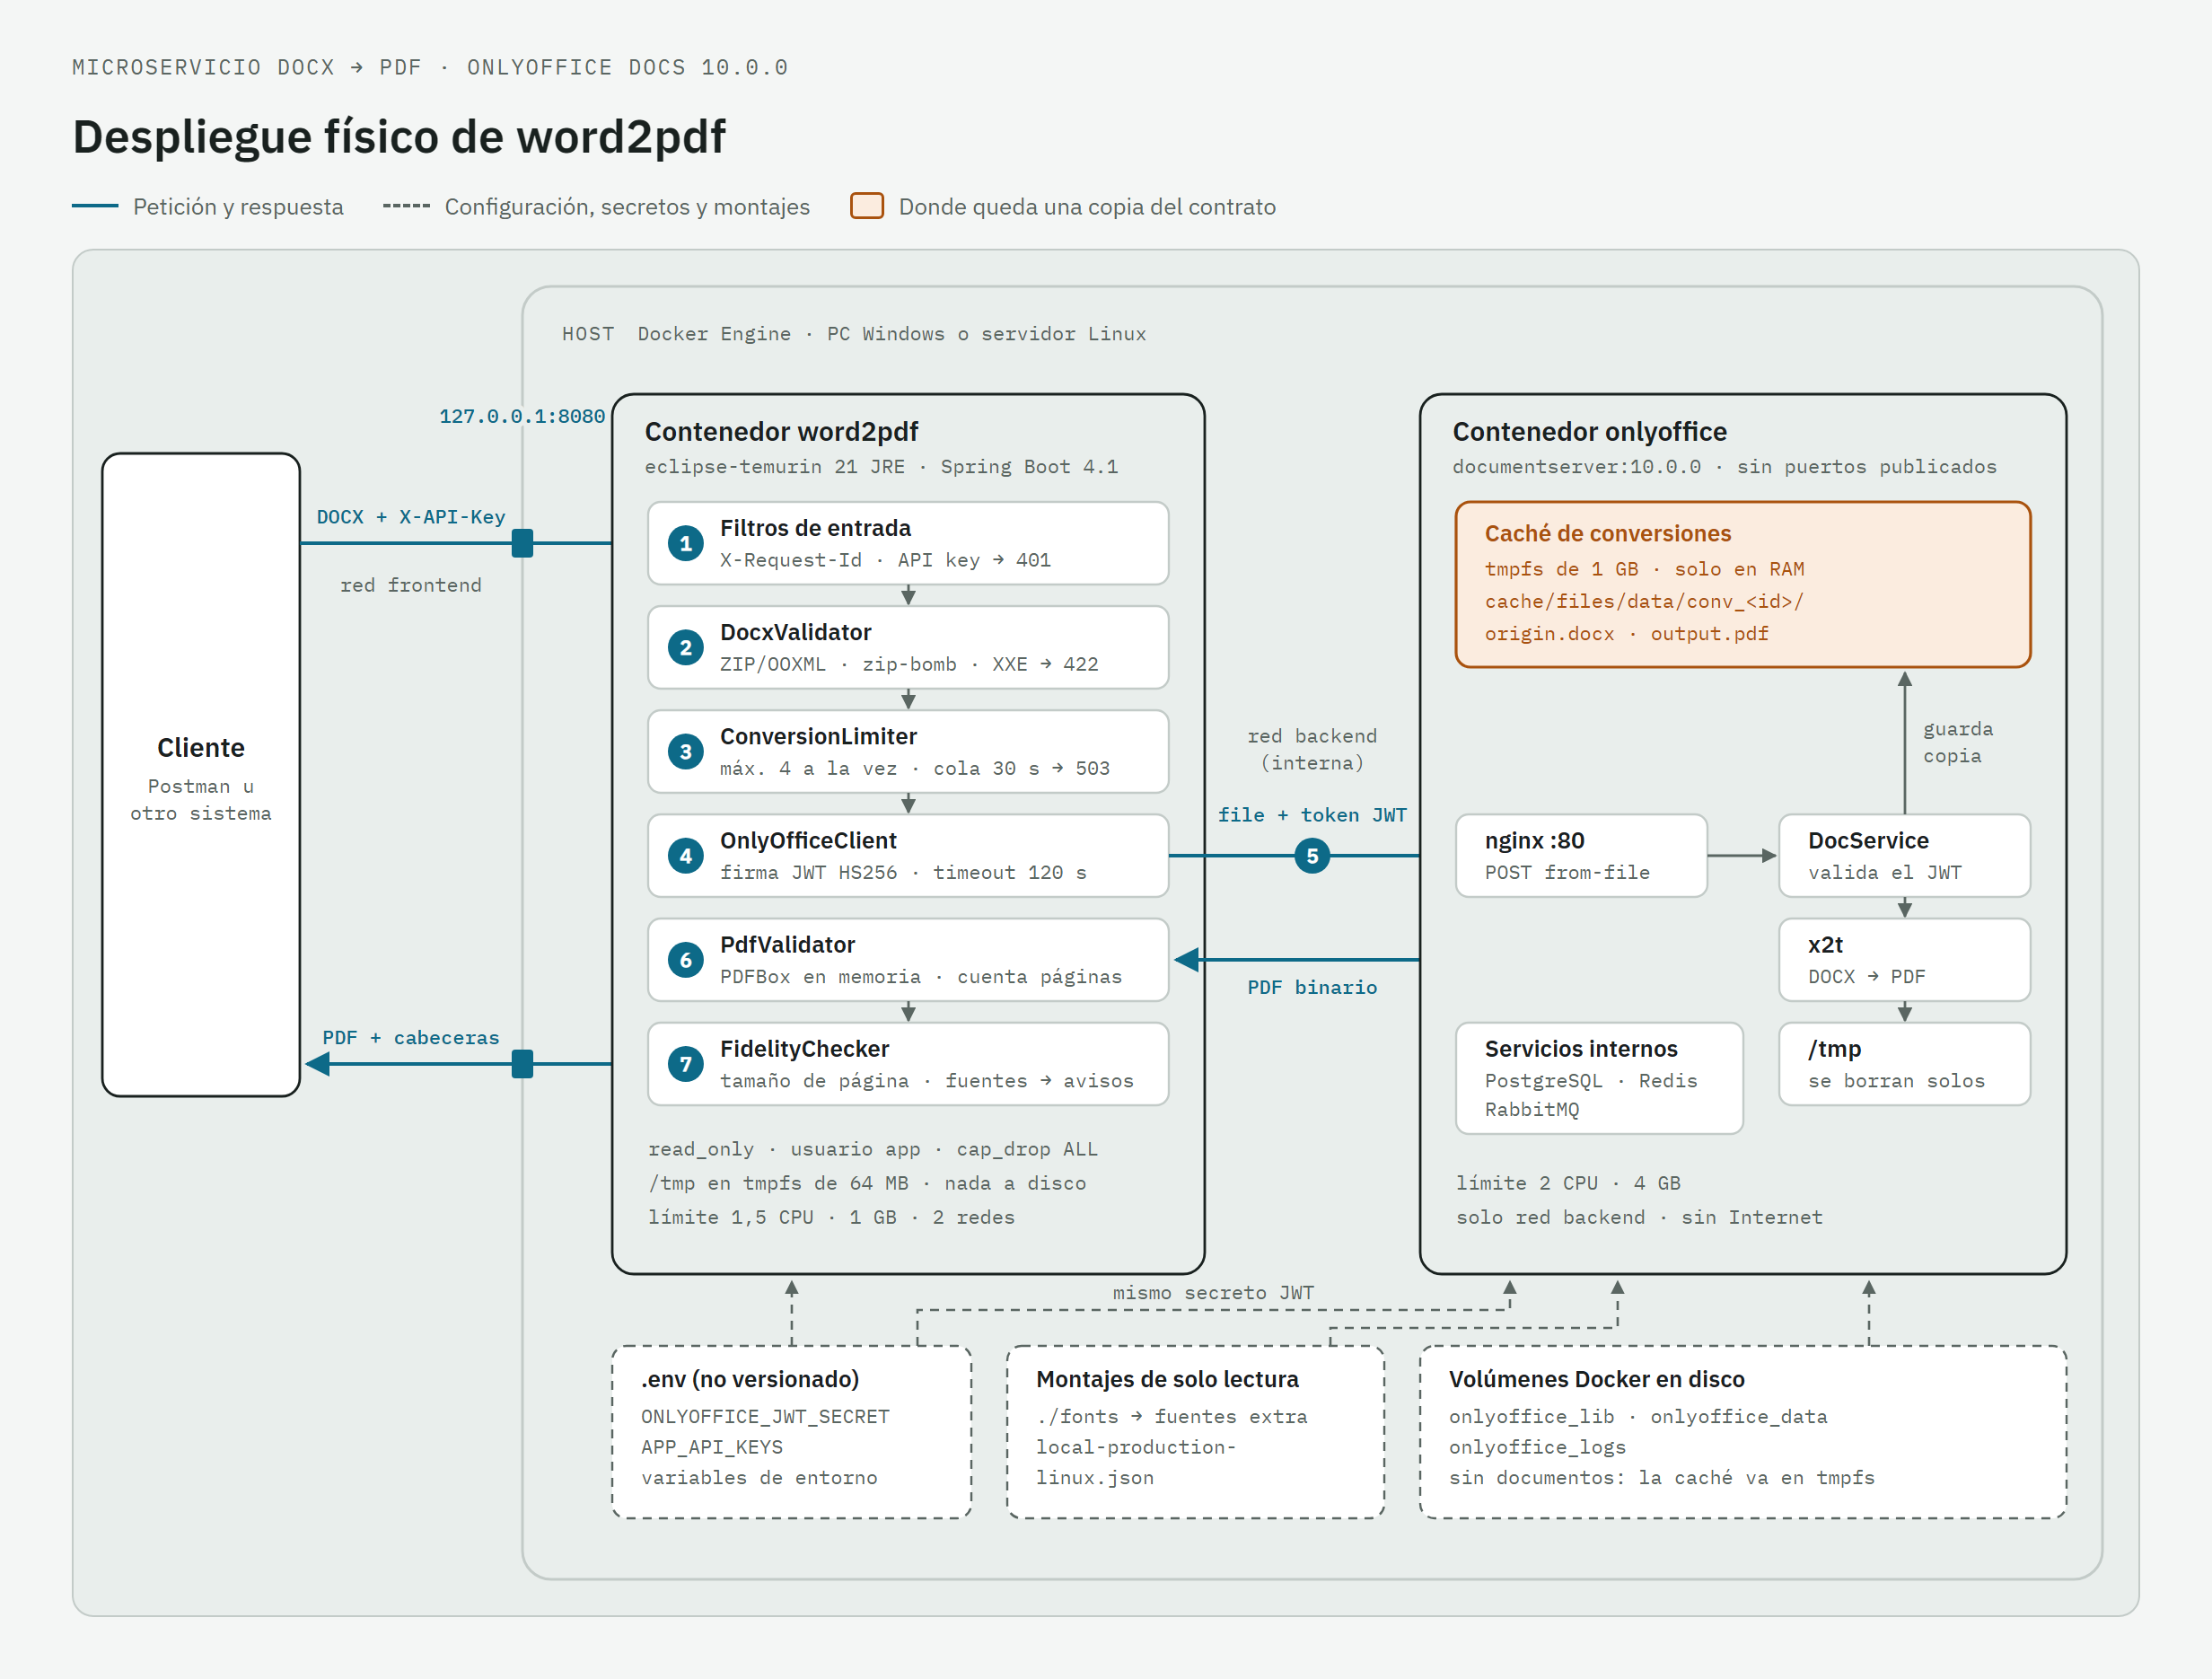 MICROSERVICIO DOCX → PDF · ONLYOFFICE DOCS 10.0.0
Despliegue físico de word2pdf
Petición y respuesta
Configuración, secretos y montajes
Donde queda una copia del contrato
HOST Docker Engine · PC Windows o servidor Linux
127.0.0.1:8080
Cliente
Postman u
otro sistema
DOCX + X-API-Key
red frontend
PDF + cabeceras
Contenedor word2pdf
eclipse-temurin 21 JRE · Spring Boot 4.1
1
Filtros de entrada
X-Request-Id · API key → 401
2
DocxValidator
ZIP/OOXML · zip-bomb · XXE → 422
3
ConversionLimiter
máx. 4 a la vez · cola 30 s → 503
4
OnlyOfficeClient
firma JWT HS256 · timeout 120 s
6
PdfValidator
PDFBox en memoria · cuenta páginas
7
FidelityChecker
tamaño de página · fuentes → avisos
read_only · usuario app · cap_drop ALL
/tmp en tmpfs de 64 MB · nada a disco
límite 1,5 CPU · 1 GB · 2 redes
red backend
(interna)
file + token JWT
5
PDF binario
Contenedor onlyoffice
documentserver:10.0.0 · sin puertos publicados
Caché de conversiones
tmpfs de 1 GB · solo en RAM
cache/files/data/conv_<id>/
origin.docx · output.pdf
guarda
copia
nginx :80
POST from-file
DocService
valida el JWT
x2t
DOCX → PDF
Servicios internos
PostgreSQL · Redis
RabbitMQ
/tmp
se borran solos
límite 2 CPU · 4 GB
solo red backend · sin Internet
mismo secreto JWT
.env (no versionado)
ONLYOFFICE_JWT_SECRET
APP_API_KEYS
variables de entorno
Montajes de solo lectura
./fonts → fuentes extra
local-production-
linux.json
Volúmenes Docker en disco
onlyoffice_lib · onlyoffice_data
onlyoffice_logs
sin documentos: la caché va en tmpfs